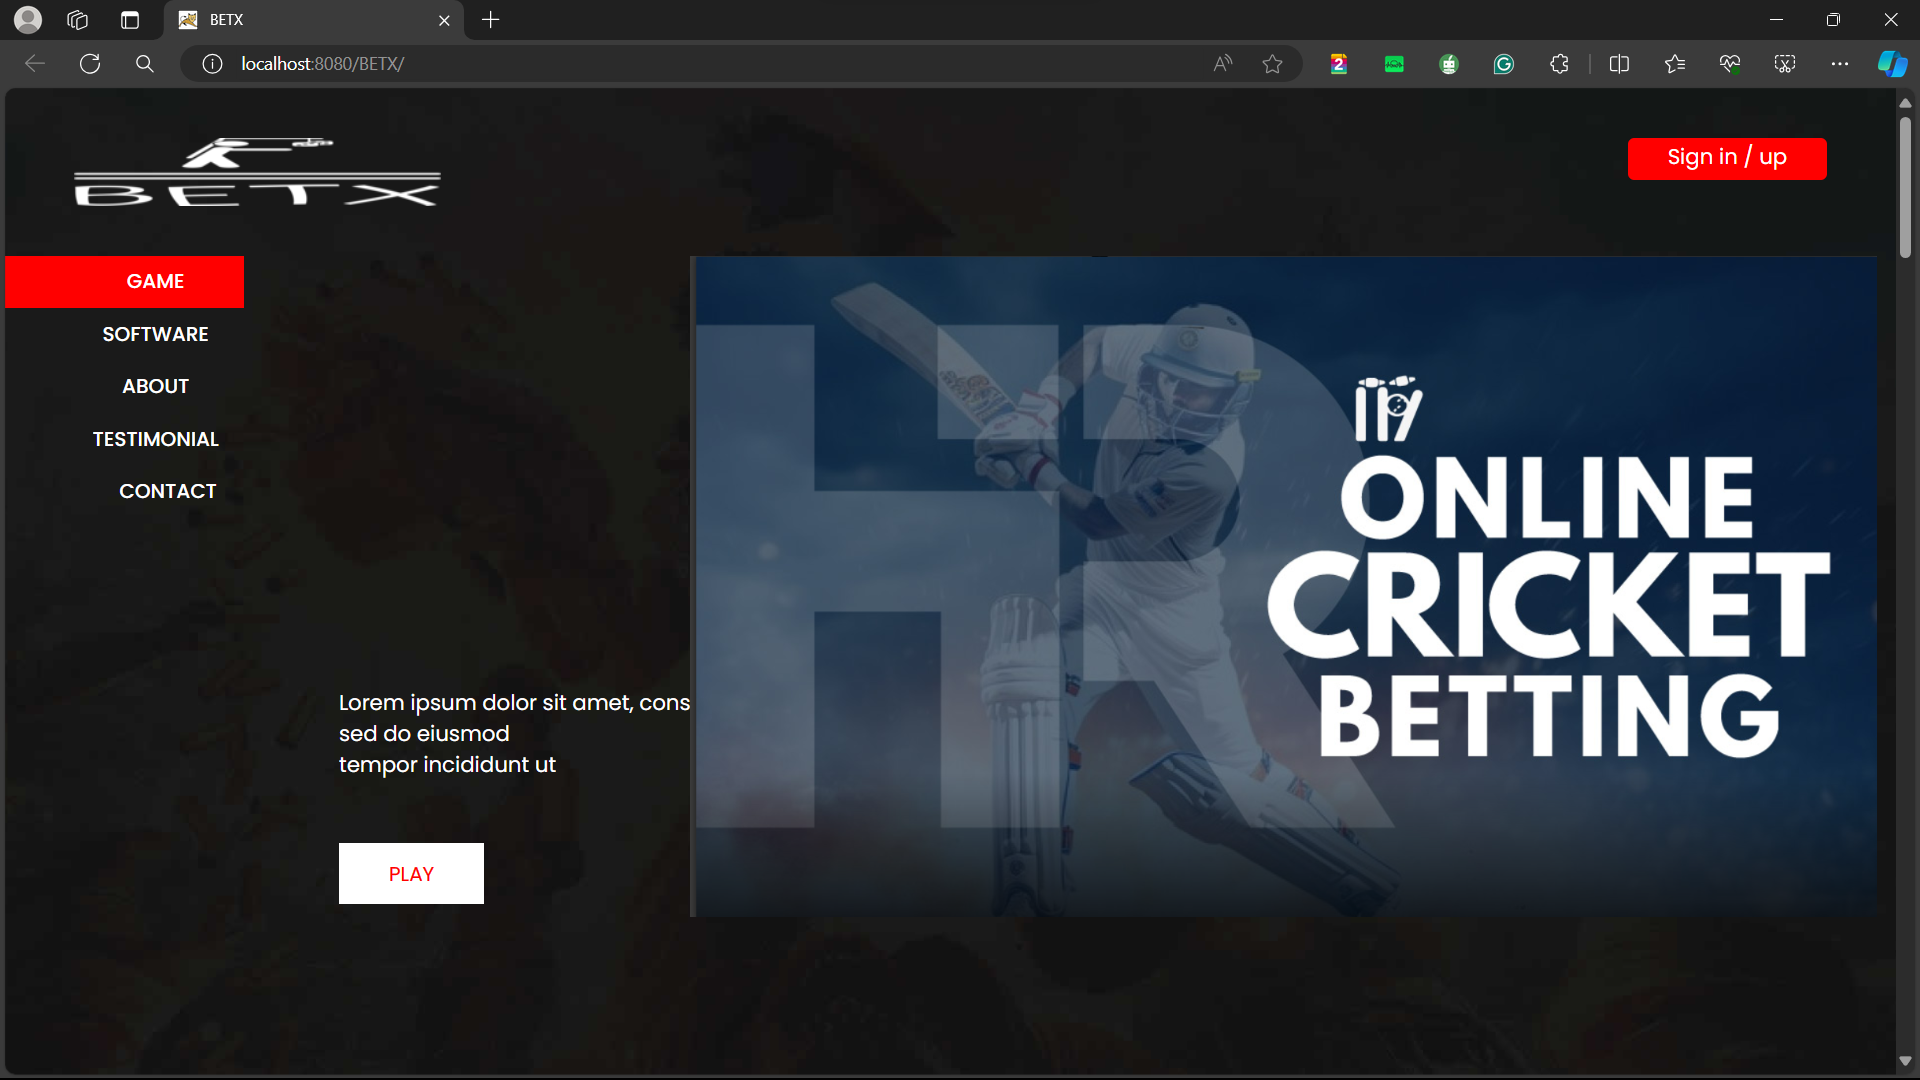 BETX
localhost:8080/BETX/
BETX
Sign in / up
GAME
SOFTWARE
ABOUT
TESTIMONIAL
CONTACT
HR
ONLINE
CRICKET
BETTING
Lorem ipsum dolor sit amet, cons
sed do eiusmod
tempor incididunt ut
PLAY